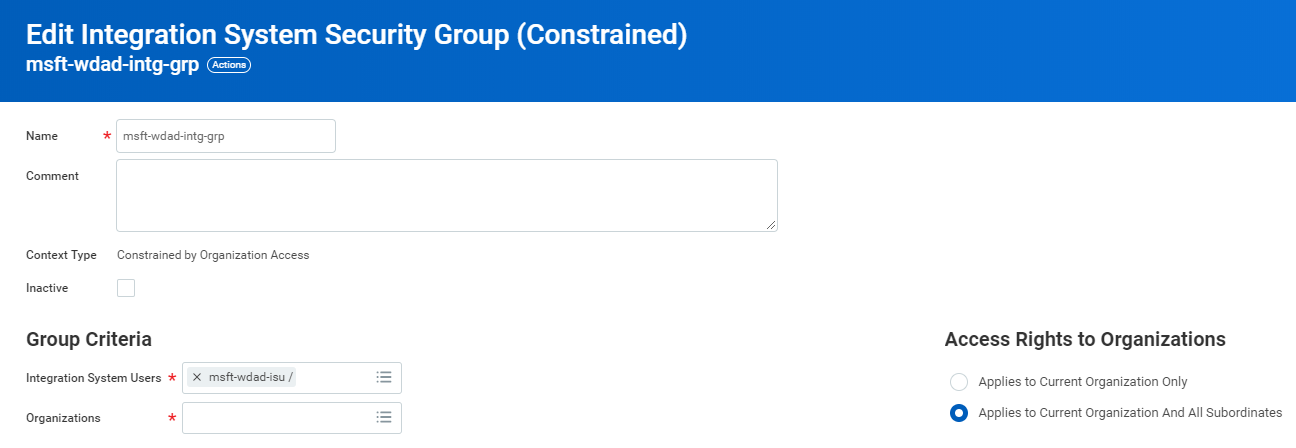 Edit Integration System Security Group (Constrained)
msft-wdad-intg-grp Actions
Name * msft-wdad-intg-grp
Comment
Context Type Constrained by Organization Access
Inactive
Group Criteria
Integration System Users * × msft-wdad-isu /
Organizations *
Access Rights to Organizations
Applies to Current Organization Only
Applies to Current Organization And All Subordinates